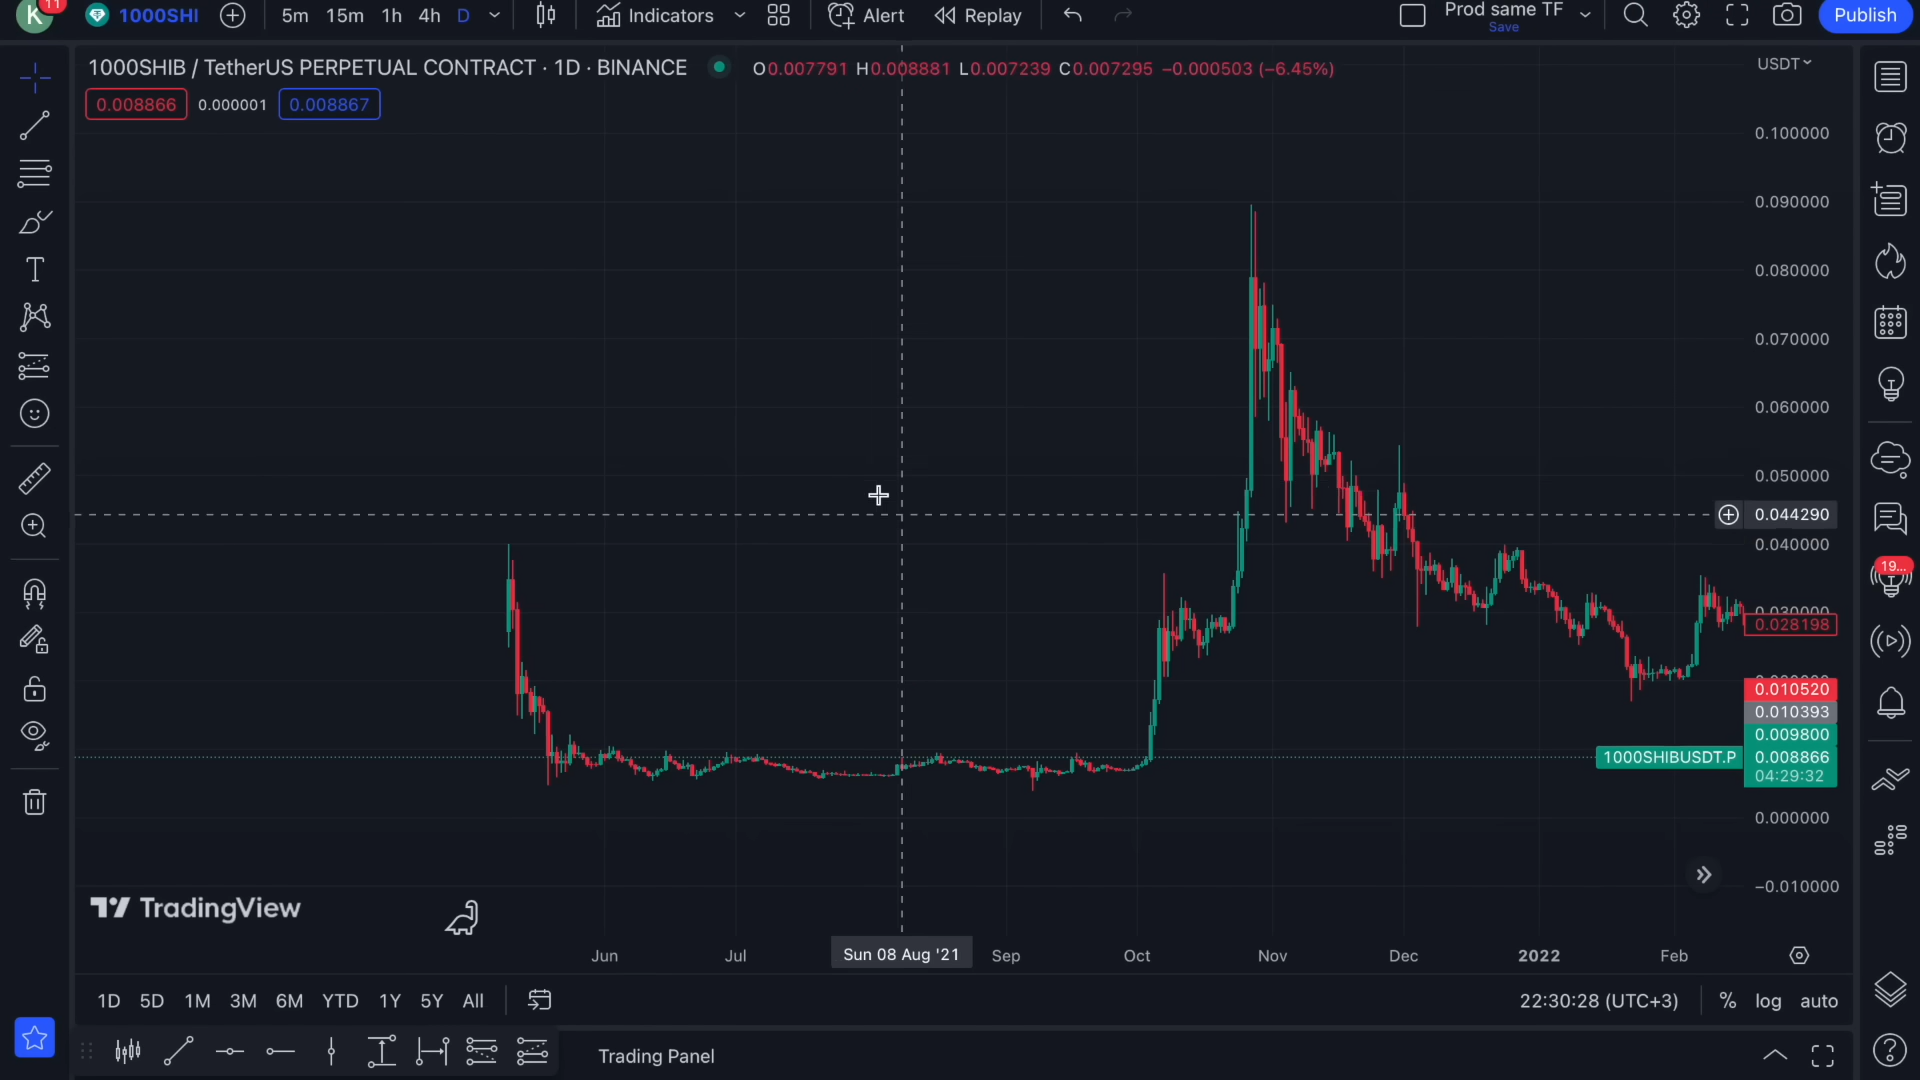 K 11 1000SHI 5m 15m 1h 4h D Indicators Alert Replay Prod same TF Save Publish
1000SHIB / TetherUS PERPETUAL CONTRACT · 1D · BINANCE O0.007791 H0.008881 L0.007239 C0.007295 −0.000503 (−6.45%) USDT
0.008866 0.000001 0.008867
0.100000
0.090000
0.080000
0.070000
0.060000
0.050000
0.044290
0.040000
19...
0.030000
0.028198
0.010520
0.010393
0.009800
1000SHIBUSDT.P 0.008866
04:29:32
0.000000
−0.010000
TradingView
Jun Jul Sun 08 Aug '21 Sep Oct Nov Dec 2022 Feb
1D 5D 1M 3M 6M YTD 1Y 5Y All 22:30:28 (UTC+3) % log auto
Trading Panel